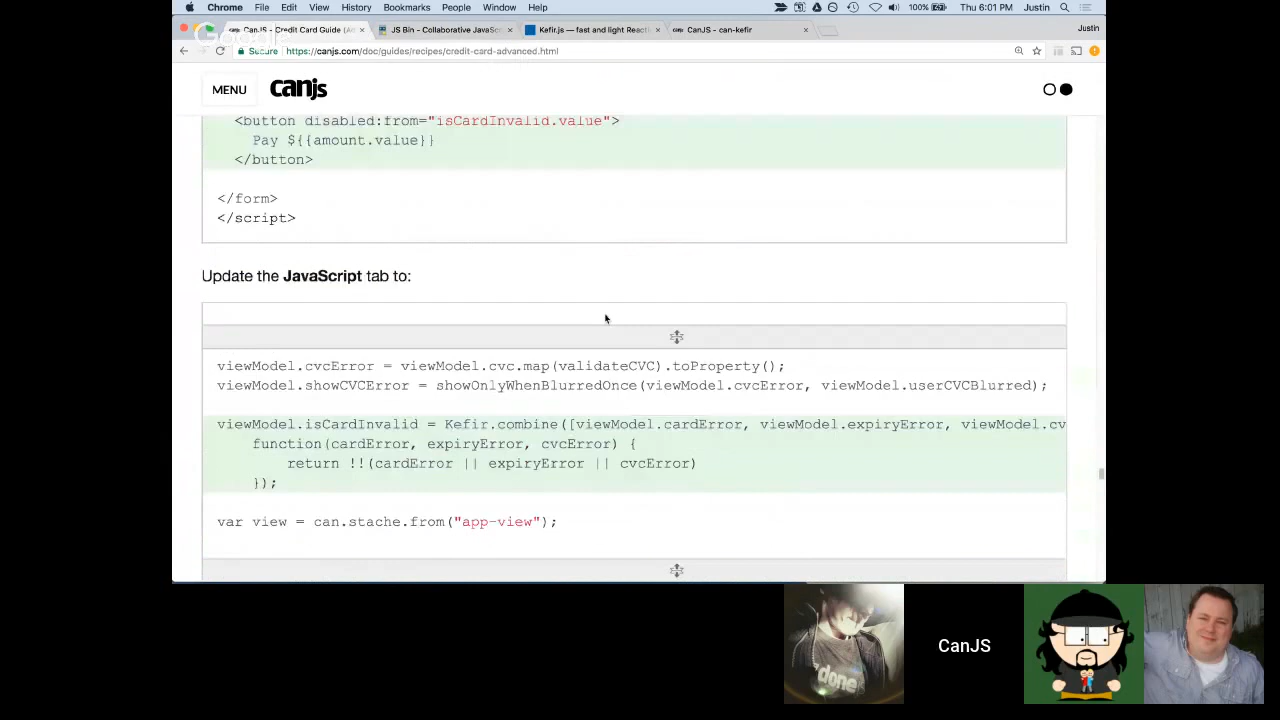 Chrome File Edit View History Bookmarks People Window Help 100% Thu 6:01 PM Justin
CanJS - Credit Card Guide (Ad JS Bin - Collaborative JavaScr Kefir.js — fast and light Reacti CanJS - can-kefir Justin
Secure https://canjs.com/doc/guides/recipes/credit-card-advanced.html
MENU canjs
<button disabled:from="isCardInvalid.value">
Pay ${{amount.value}}
</button>
</form>
</script>
Update the JavaScript tab to:
viewModel.cvcError = viewModel.cvc.map(validateCVC).toProperty();
viewModel.showCVCError = showOnlyWhenBlurredOnce(viewModel.cvcError, viewModel.userCVCBlurred);
viewModel.isCardInvalid = Kefir.combine([viewModel.cardError, viewModel.expiryError, viewModel.cv
function(cardError, expiryError, cvcError) {
return !!(cardError || expiryError || cvcError)
});
var view = can.stache.from("app-view");
done
CanJS